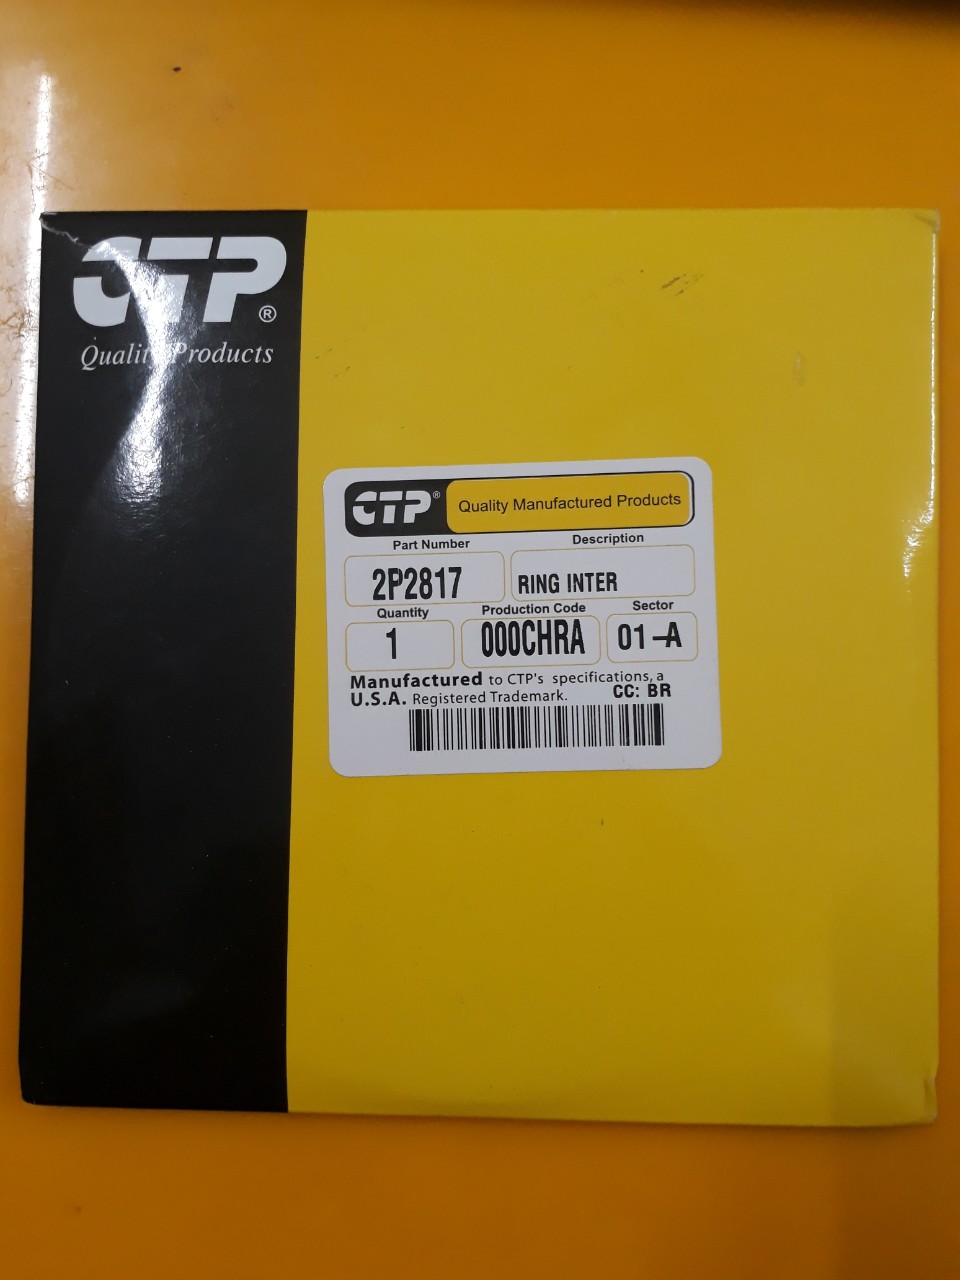 CTP®
Quality Products
CTP® Quality Manufactured Products
Part Number Description
2P2817 RING INTER
Quantity Production Code Sector
1 000CHRA 01-A
Manufactured to CTP's specifications, a
U.S.A. Registered Trademark. CC: BR